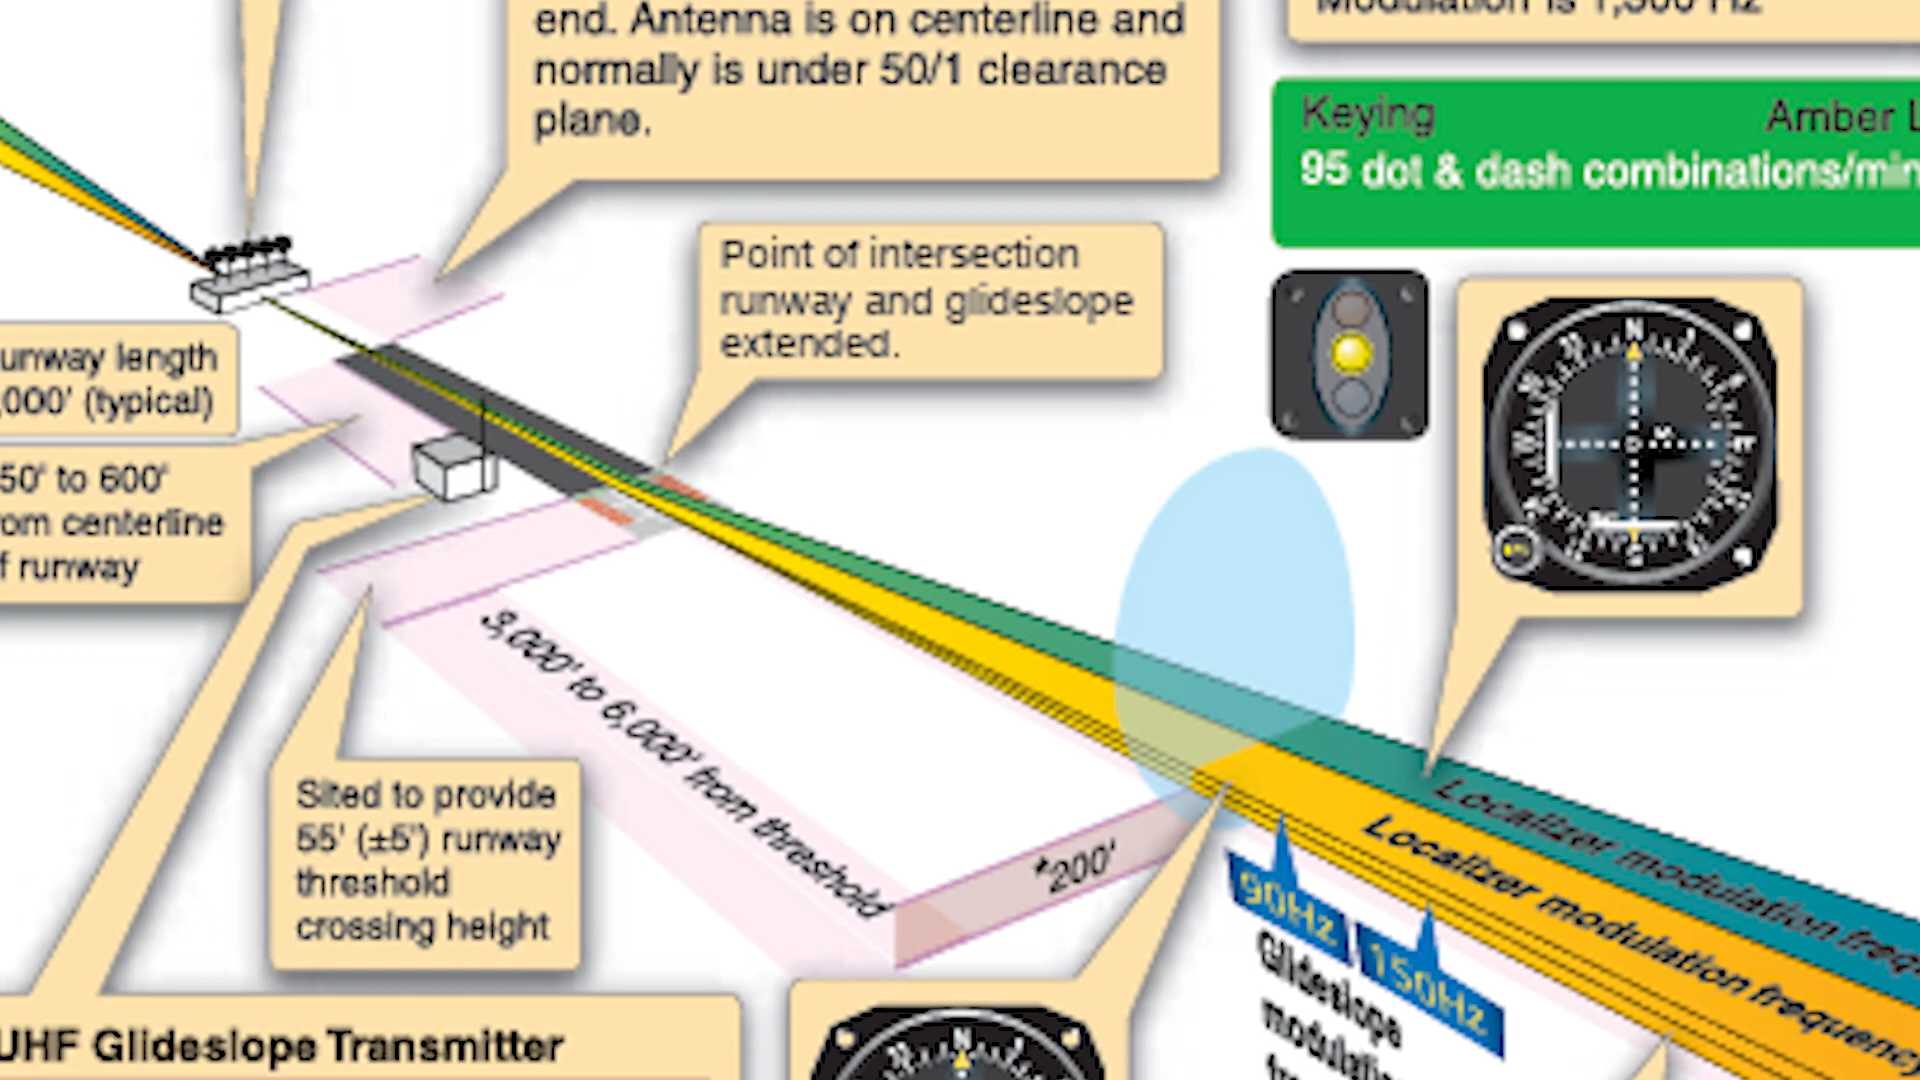 end. Antenna is on centerline and
normally is under 50/1 clearance
plane.
Keying
Amber
95 dot & dash combinations/min
Point of intersection
runway and glideslope
extended.
unway length
,000' (typical)
50' to 600'
rom centerline
f runway
3,000' to 6,000' from threshold
*200'
Sited to provide
55' (±5') runway
threshold
crossing height
Localizer modulation freq
Localizer modulation frequency
90Hz
150Hz
Glideslope
modulatio
UHF Glideslope Transmitter
N
N